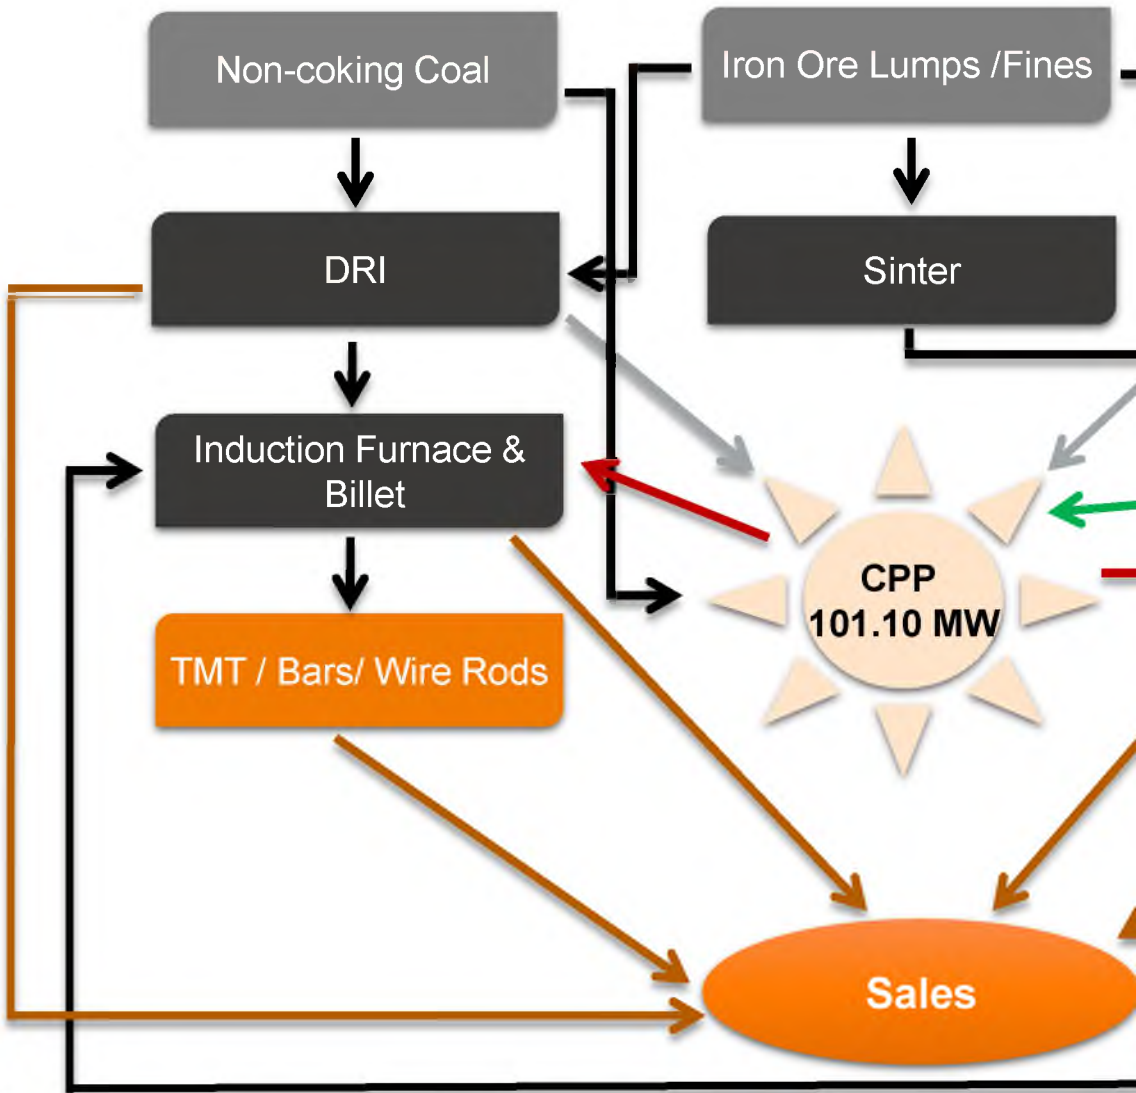 Non-coking Coal
Iron Ore Lumps /Fines
DRI
Sinter
Induction Furnace &
Billet
CPP
101.10 MW
TMT / Bars/ Wire Rods
Sales